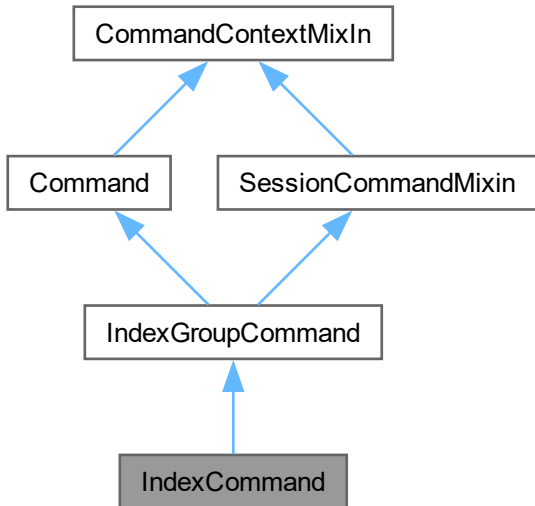 CommandContextMixIn
Command
SessionCommandMixin
IndexGroupCommand
IndexCommand